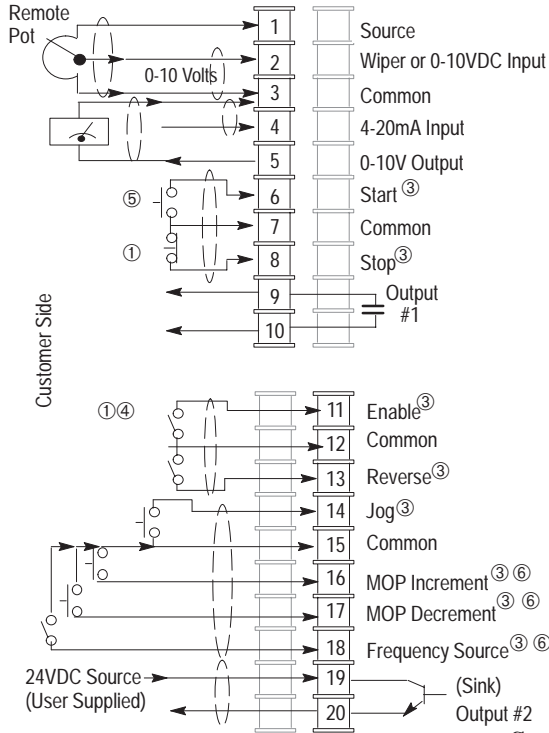 Remote
Pot
1 Source
2 Wiper or 0-10VDC Input
0-10 Volts
3 Common
4 4-20mA Input
5 0-10V Output
⑤ 6 Start ③
7 Common
① 8 Stop③
9 Output
#1
10
Customer Side
①④ 11 Enable③
12 Common
13 Reverse③
14 Jog③
15 Common
16 MOP Increment③ ⑥
17 MOP Decrement③ ⑥
18 Frequency Source③ ⑥
24VDC Source 19 (Sink)
(User Supplied) 20 Output #2